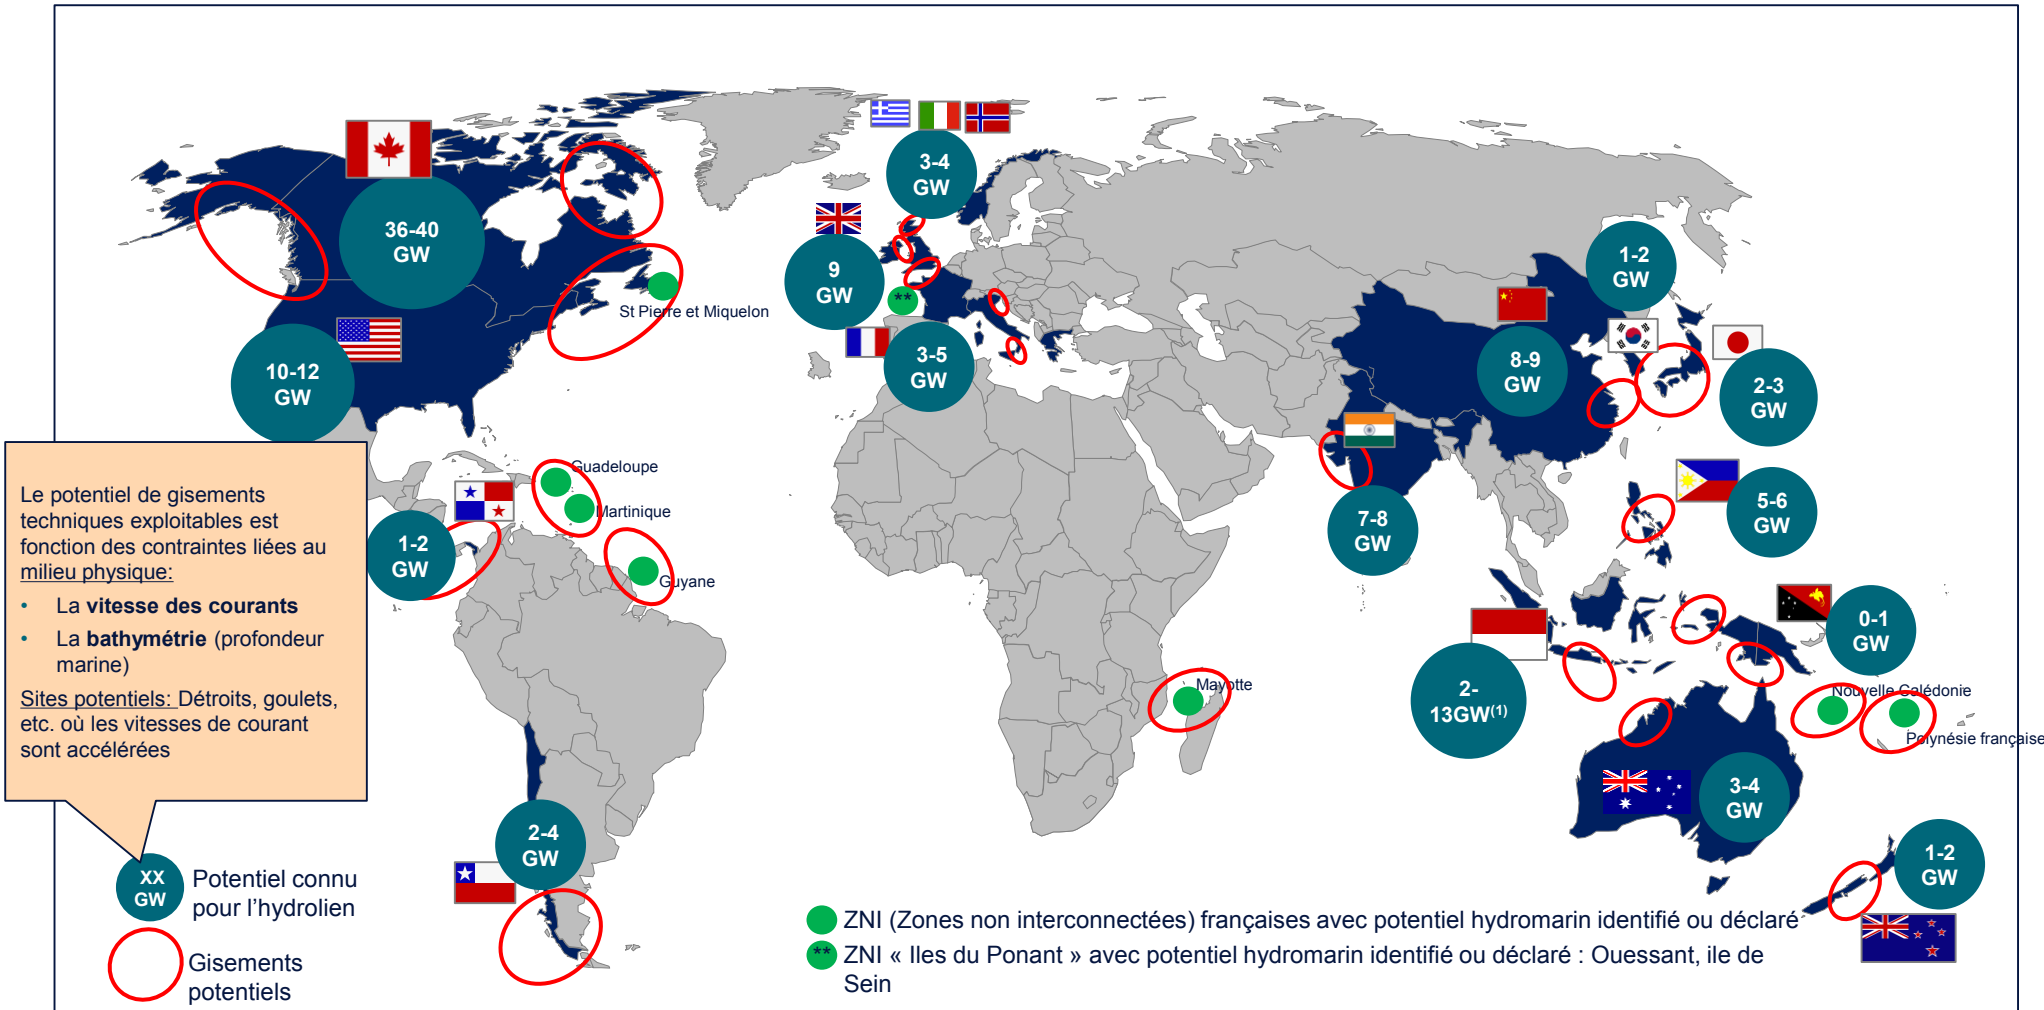 3-4
GW
36-40
GW
9
GW
**
1-2
GW
St Pierre et Miquelon
10-12
GW
3-5
GW
8-9
GW
2-3
GW
Guadeloupe
Martinique
1-2
GW
Guyane
7-8
GW
5-6
GW
0-1
GW
Mayotte
2-
13GW(1)
Nouvelle Calédonie
Polynésie française
3-4
GW
2-4
GW
1-2
GW
Le potentiel de gisements
techniques exploitables est
fonction des contraintes liées au
milieu physique:
• La vitesse des courants
• La bathymétrie (profondeur
marine)
Sites potentiels: Détroits, goulets,
etc. où les vitesses de courant
sont accélérées
XX
GW
Potentiel connu
pour l'hydrolien
Gisements
potentiels
ZNI (Zones non interconnectées) françaises avec potentiel hydromarin identifié ou déclaré
** ZNI « Iles du Ponant » avec potentiel hydromarin identifié ou déclaré : Ouessant, ile de
Sein